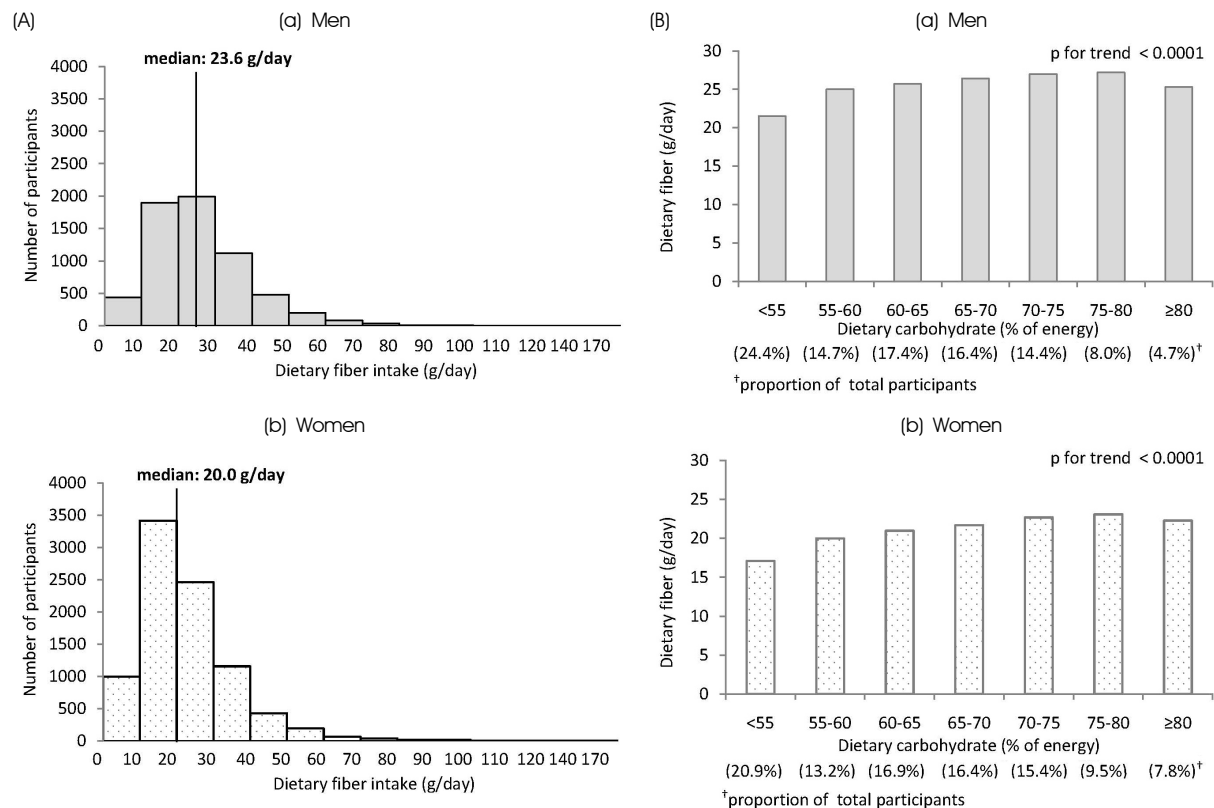 (A)
(a) Men
median: 23.6 g/day
Number of participants
4000
3500
3000
2500
2000
1500
1000
500
0
0 10 20 30 40 50 60 70 80 90 100 120 140 170
Dietary fiber intake (g/day)
(b) Women
median: 20.0 g/day
Number of participants
4000
3500
3000
2500
2000
1500
1000
500
0
0 10 20 30 40 50 60 70 80 90 100 120 140 170
Dietary fiber intake (g/day)
(B)
(a) Men
p for trend < 0.0001
Dietary fiber (g/day)
30
25
20
15
10
5
0
<55 55-60 60-65 65-70 70-75 75-80 ≥80
Dietary carbohydrate (% of energy)
(24.4%) (14.7%) (17.4%) (16.4%) (14.4%) (8.0%) (4.7%)†
†proportion of total participants
(b) Women
p for trend < 0.0001
Dietary fiber (g/day)
30
25
20
15
10
5
0
<55 55-60 60-65 65-70 70-75 75-80 ≥80
Dietary carbohydrate (% of energy)
(20.9%) (13.2%) (16.9%) (16.4%) (15.4%) (9.5%) (7.8%)†
†proportion of total participants